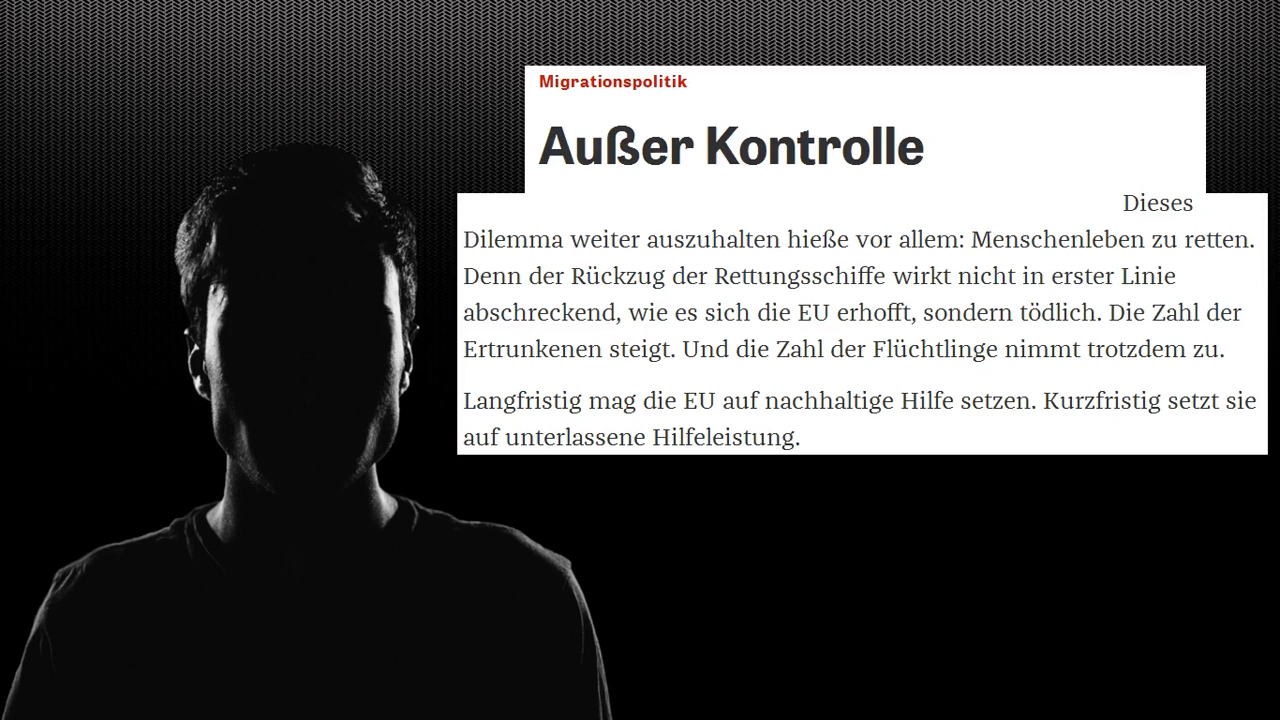 Migrationspolitik
Außer Kontrolle
Dieses
Dilemma weiter auszuhalten hieße vor allem: Menschenleben zu retten.
Denn der Rückzug der Rettungsschiffe wirkt nicht in erster Linie
abschreckend, wie es sich die EU erhofft, sondern tödlich. Die Zahl der
Ertrunkenen steigt. Und die Zahl der Flüchtlinge nimmt trotzdem zu.
Langfristig mag die EU auf nachhaltige Hilfe setzen. Kurzfristig setzt sie
auf unterlassene Hilfeleistung.